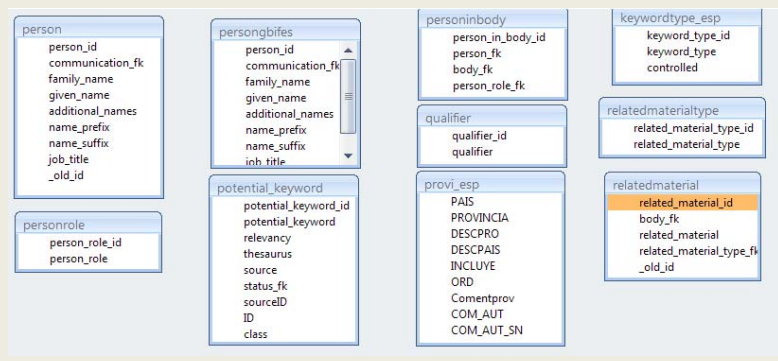 person
person_id
communication_fk
family_name
given_name
additional_names
name_prefix
name_suffix
job_title
_old_id
personrole
person_role_id
person_role
persongbifes
person_id
communication_fk
family_name
given_name
additional_names
name_prefix
name_suffix
job_title
potential_keyword
potential_keyword_id
potential_keyword
relevancy
thesaurus
source
status_fk
sourceID
ID
class
personinbody
person_in_body_id
person_fk
body_fk
person_role_fk
qualifier
qualifier_id
qualifier
provi_esp
PAIS
PROVINCIA
DESCPRO
DESCPAIS
INCLUYE
ORD
Comentprov
COM_AUT
COM_AUT_SN
keywordtype_esp
keyword_type_id
keyword_type
controlled
relatedmaterialtype
related_material_type_id
related_material_type
relatedmaterial
related_material_id
body_fk
related_material
related_material_type_fk
_old_id